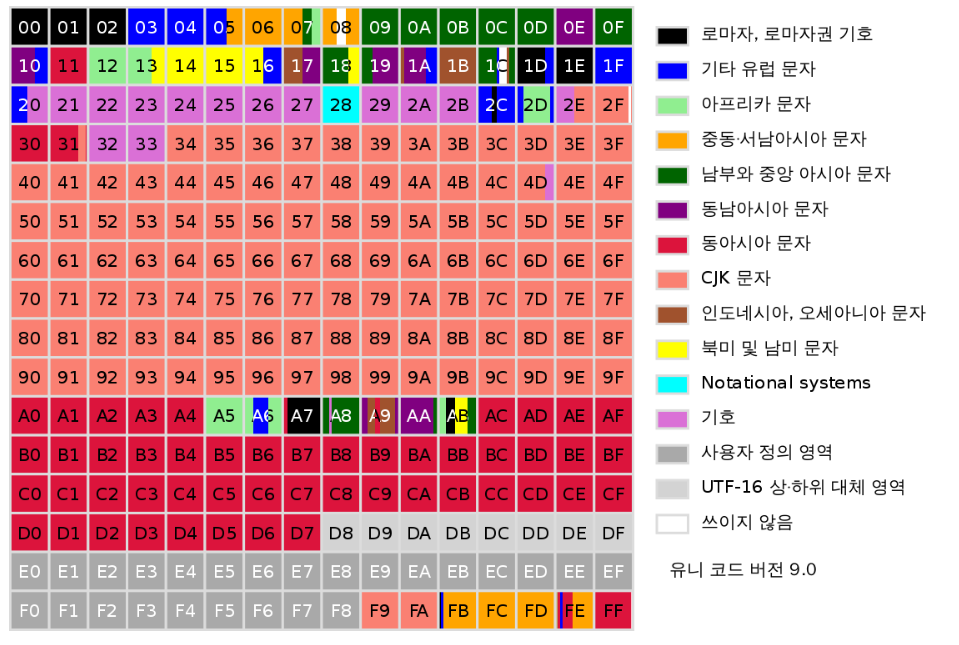 00 01 02 03 04 05 06 07 08 09 0A 0B 0C 0D 0E 0F
10 11 12 13 14 15 16 17 18 19 1A 1B 1C 1D 1E 1F
20 21 22 23 24 25 26 27 28 29 2A 2B 2C 2D 2E 2F
30 31 32 33 34 35 36 37 38 39 3A 3B 3C 3D 3E 3F
40 41 42 43 44 45 46 47 48 49 4A 4B 4C 4D 4E 4F
50 51 52 53 54 55 56 57 58 59 5A 5B 5C 5D 5E 5F
60 61 62 63 64 65 66 67 68 69 6A 6B 6C 6D 6E 6F
70 71 72 73 74 75 76 77 78 79 7A 7B 7C 7D 7E 7F
80 81 82 83 84 85 86 87 88 89 8A 8B 8C 8D 8E 8F
90 91 92 93 94 95 96 97 98 99 9A 9B 9C 9D 9E 9F
A0 A1 A2 A3 A4 A5 A6 A7 A8 A9 AA AB AC AD AE AF
B0 B1 B2 B3 B4 B5 B6 B7 B8 B9 BA BB BC BD BE BF
C0 C1 C2 C3 C4 C5 C6 C7 C8 C9 CA CB CC CD CE CF
D0 D1 D2 D3 D4 D5 D6 D7 D8 D9 DA DB DC DD DE DF
E0 E1 E2 E3 E4 E5 E6 E7 E8 E9 EA EB EC ED EE EF
F0 F1 F2 F3 F4 F5 F6 F7 F8 F9 FA FB FC FD FE FF
로마자, 로마자권 기호
기타 유럽 문자
아프리카 문자
중동·서남아시아 문자
남부와 중앙 아시아 문자
동남아시아 문자
동아시아 문자
CJK 문자
인도네시아, 오세아니아 문자
북미 및 남미 문자
Notational systems
기호
사용자 정의 영역
UTF-16 상·하위 대체 영역
쓰이지 않음
유니 코드 버전 9.0